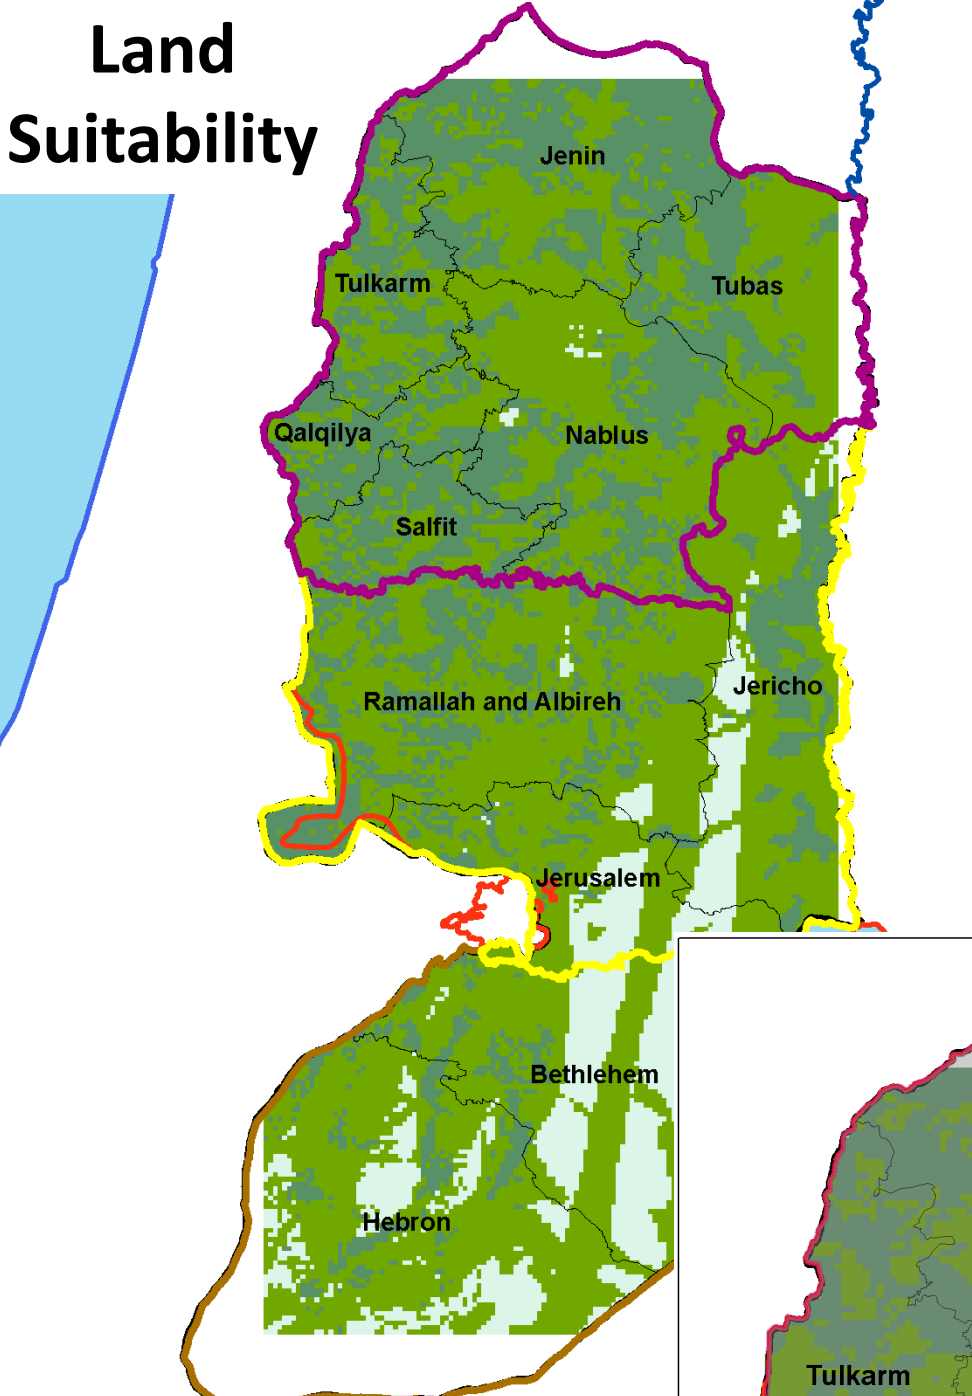 Land
Suitability
Jenin
Tulkarm
Tubas
Qalqilya
Nablus
Salfit
Jericho
Ramallah and Albireh
Jerusalem
Bethlehem
Hebron
Tulkarm